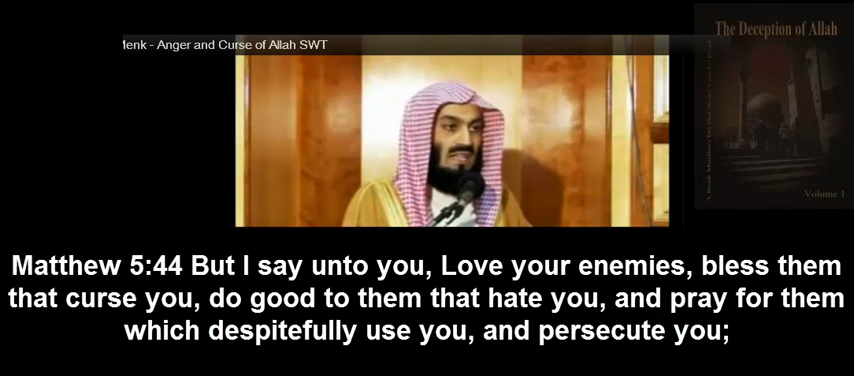 The Deception of Allah
lenk - Anger and Curse of Allah SWT
Volume 1
Matthew 5:44 But I say unto you, Love your enemies, bless them
that curse you, do good to them that hate you, and pray for them
which despitefully use you, and persecute you;